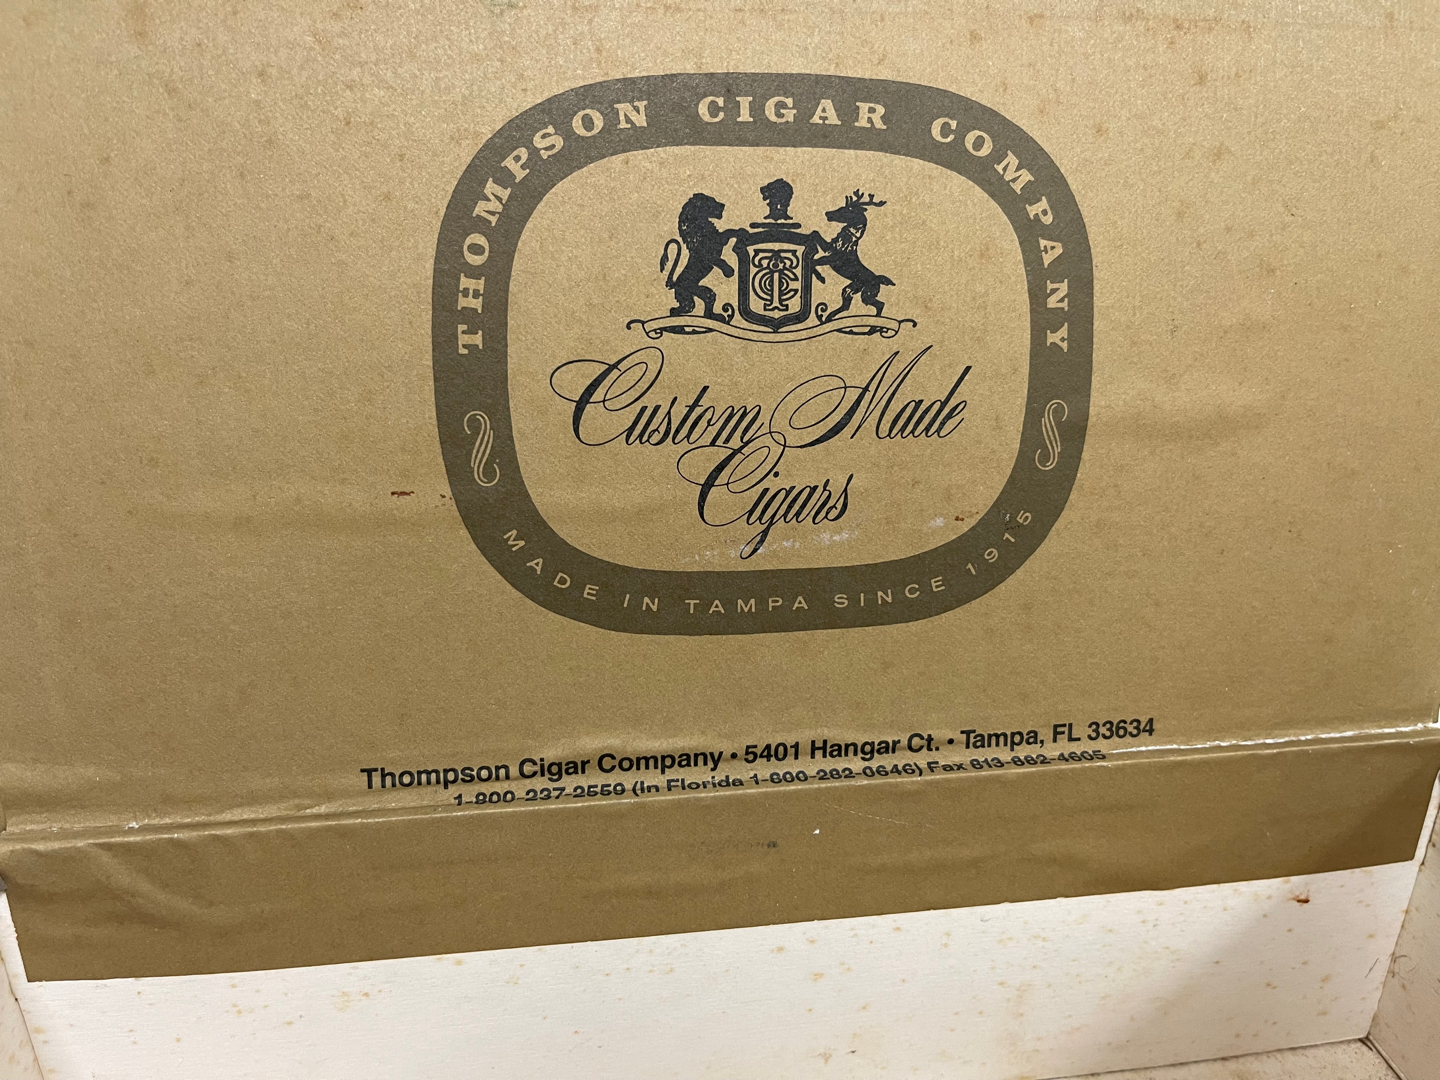 THOMPSON CIGAR COMPANY
TCC
Custom Made
Cigars
MADE IN TAMPA SINCE 1915
Thompson Cigar Company • 5401 Hangar Ct. • Tampa, FL 33634
1-800-237-2559 (In Florida 1-800-282-0646) Fax 813-882-4605